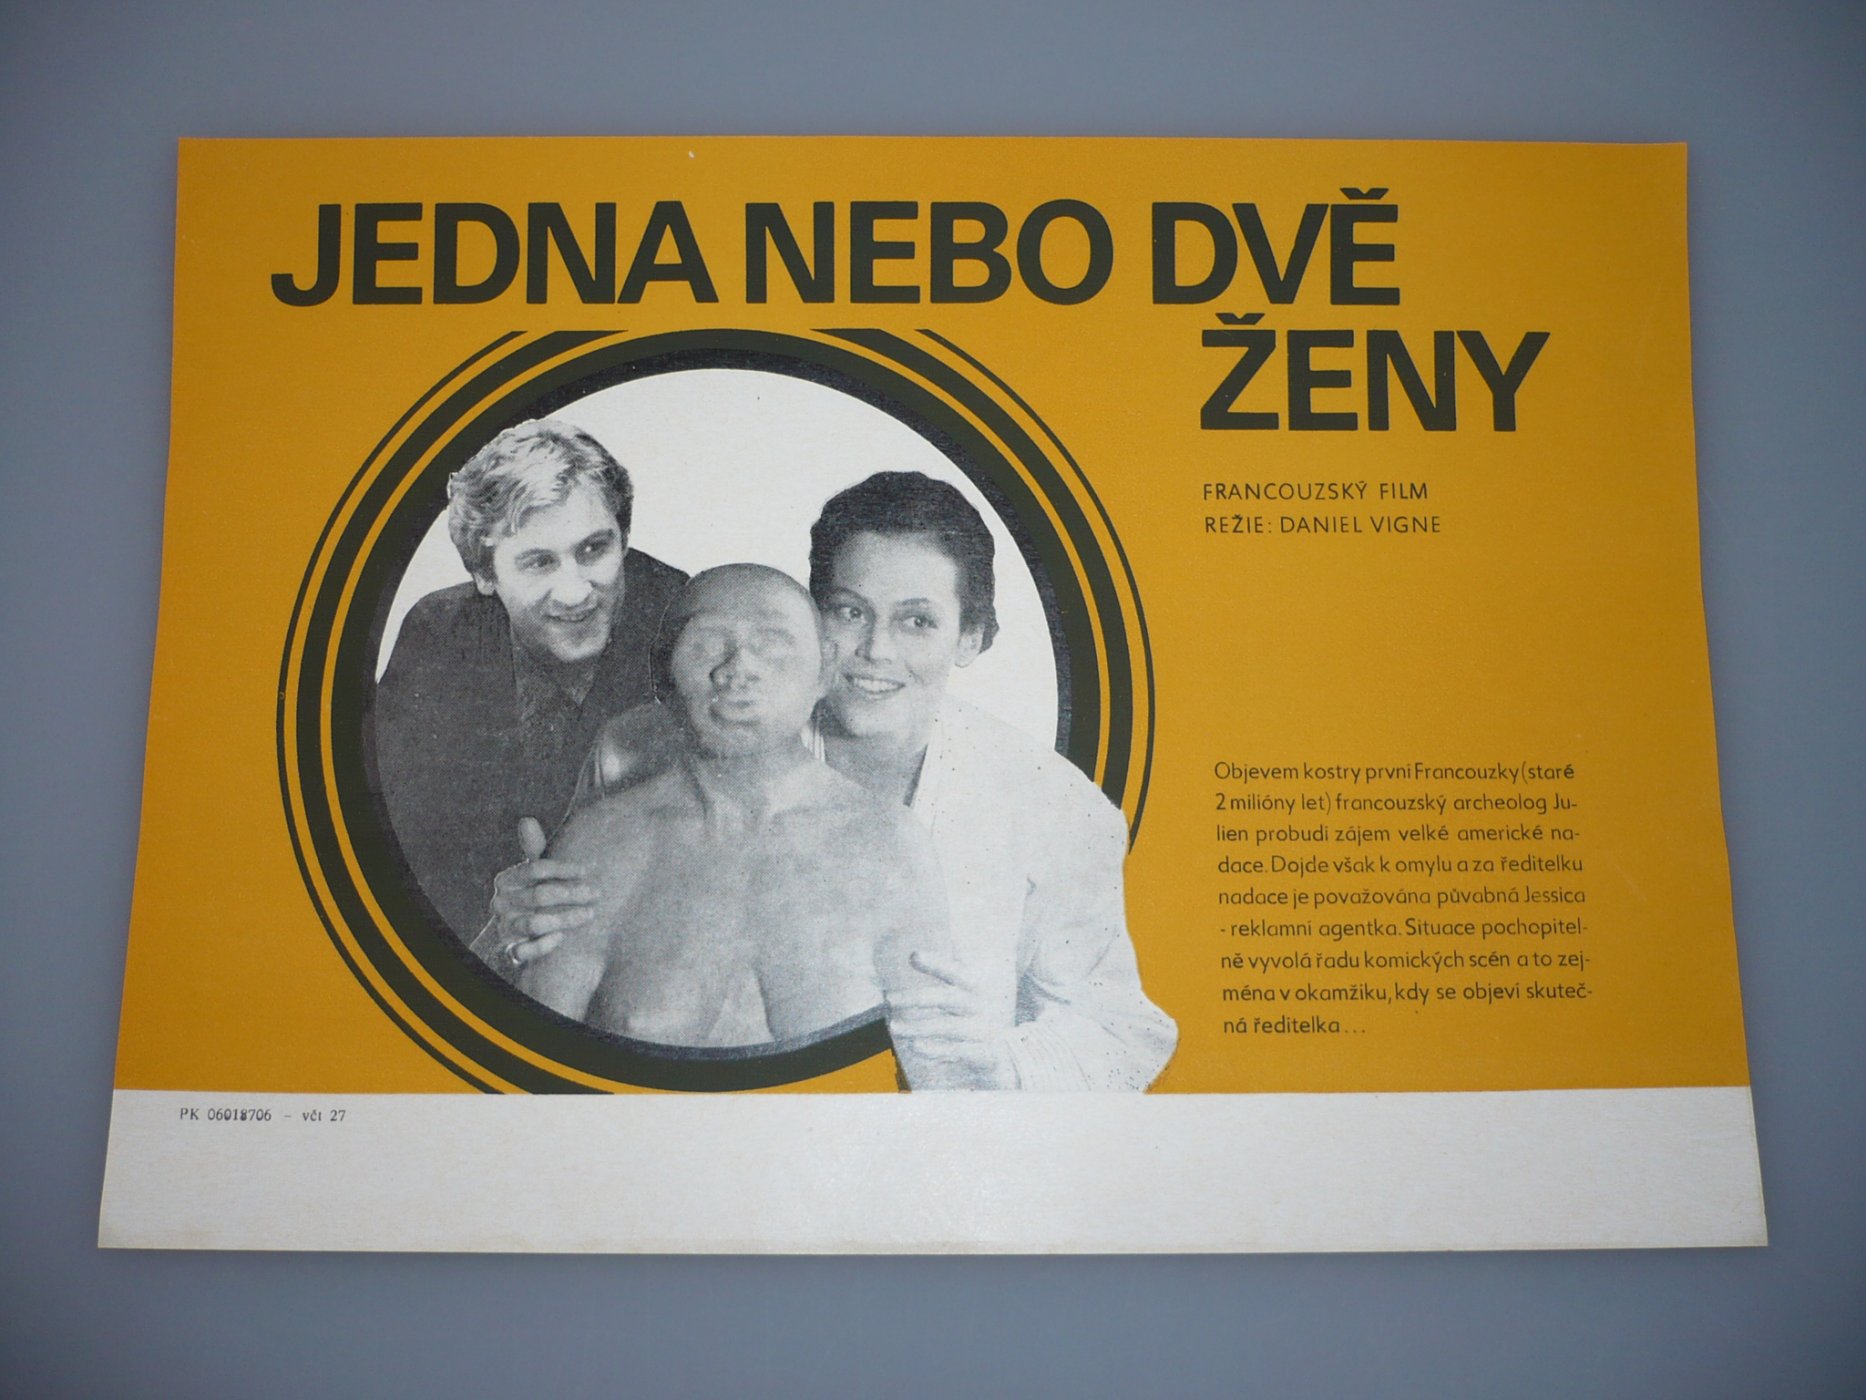 JEDNA NEBO DVĚ
ŽENY
FRANCOUZSKÝ FILM
REŽIE: DANIEL VIGNE
Objevem kostry první Francouzky (staré
2 milióny let) francouzský archeolog Ju-
lien probudí zájem velké americké na-
dace. Dojde však k omylu a za ředitelku
nadace je považována půvabná Jessica
- reklamní agentka. Situace pochopitel-
ně vyvolá řadu komických scén a to zej-
ména v okamžiku, kdy se objeví skuteč-
ná ředitelka...
PK 06018706 - včt 27